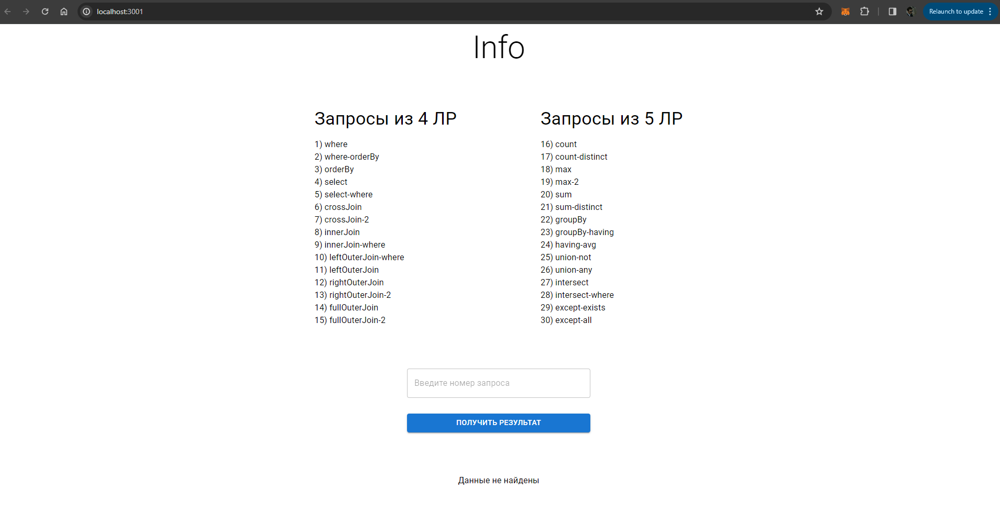 localhost:3001
Relaunch to update
Info
Запросы из 4 ЛР
1) where
2) where-orderBy
3) orderBy
4) select
5) select-where
6) crossJoin
7) crossJoin-2
8) innerJoin
9) innerJoin-where
10) leftOuterJoin-where
11) leftOuterJoin
12) rightOuterJoin
13) rightOuterJoin-2
14) fullOuterJoin
15) fullOuterJoin-2
Запросы из 5 ЛР
16) count
17) count-distinct
18) max
19) max-2
20) sum
21) sum-distinct
22) groupBy
23) groupBy-having
24) having-avg
25) union-not
26) union-any
27) intersect
28) intersect-where
29) except-exists
30) except-all
Введите номер запроса
ПОЛУЧИТЬ РЕЗУЛЬТАТ
Данные не найдены